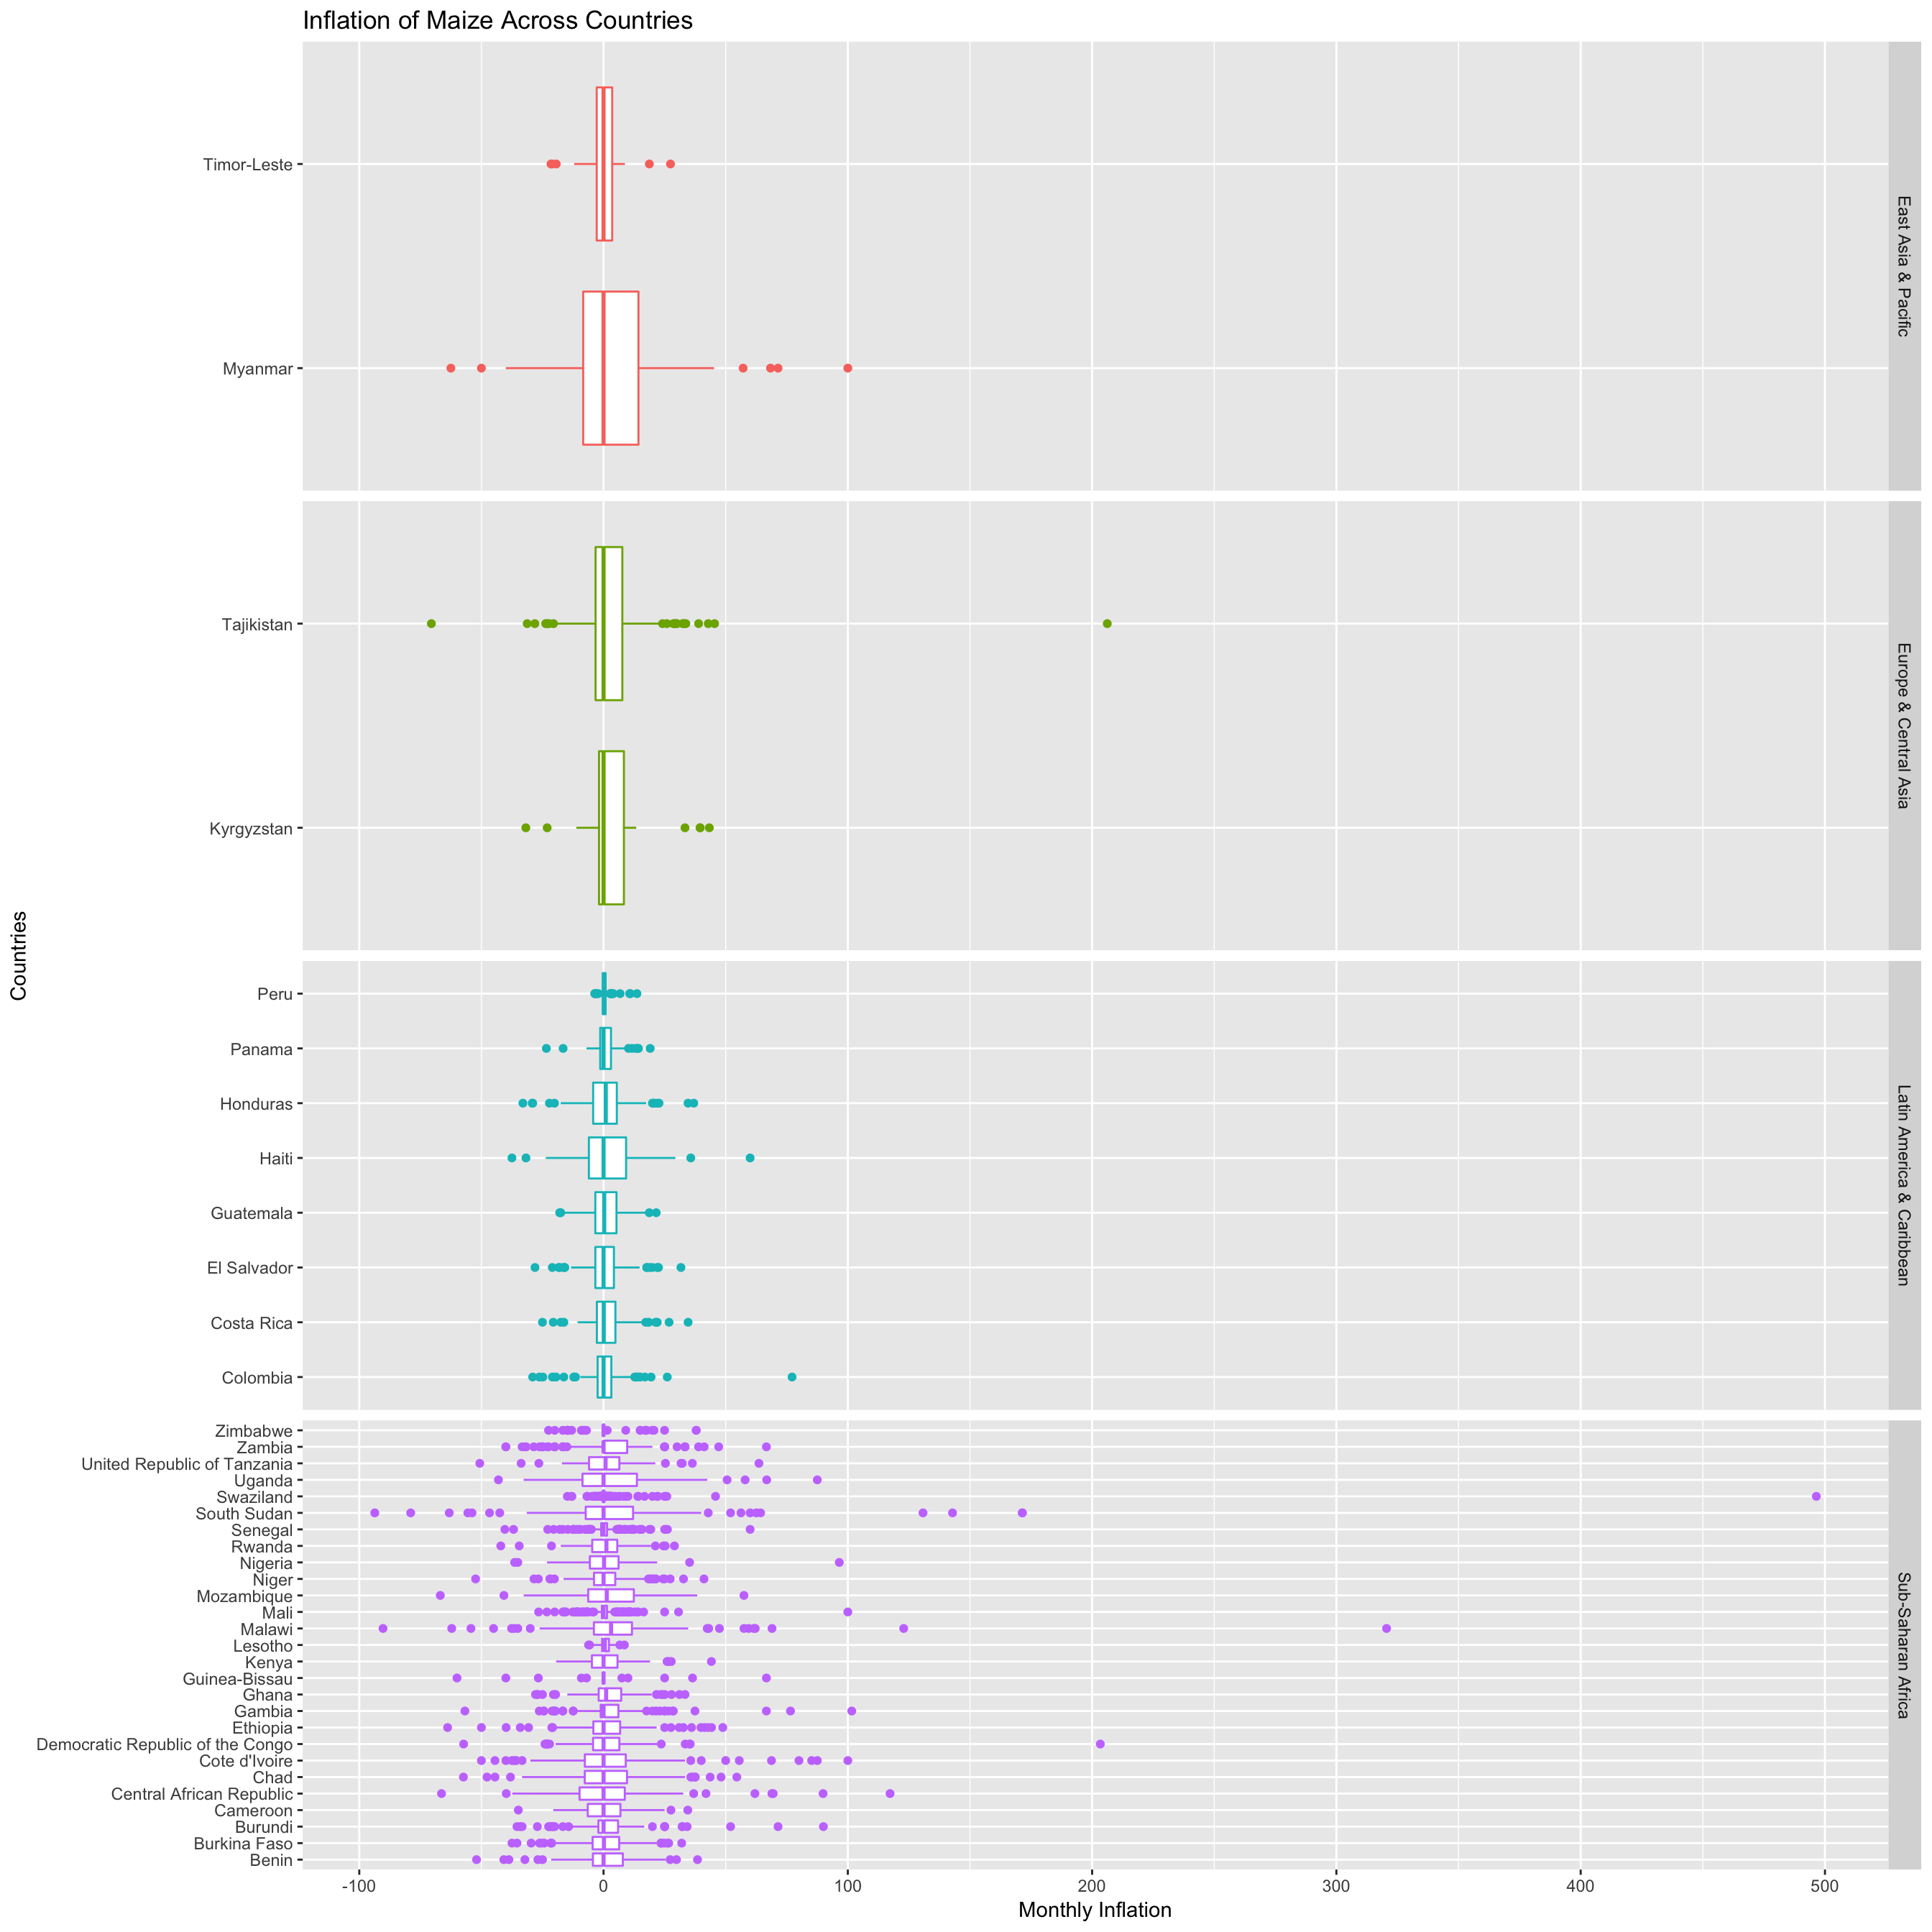 Inflation of Maize Across Countries
Timor-Leste
Myanmar
East Asia & Pacific
Tajikistan
Kyrgyzstan
Europe & Central Asia
Countries
Peru
Panama
Honduras
Haiti
Guatemala
El Salvador
Costa Rica
Colombia
Latin America & Caribbean
Zimbabwe
Zambia
United Republic of Tanzania
Uganda
Swaziland
South Sudan
Senegal
Rwanda
Nigeria
Niger
Mozambique
Mali
Malawi
Lesotho
Kenya
Guinea-Bissau
Ghana
Gambia
Ethiopia
Democratic Republic of the Congo
Cote d'Ivoire
Chad
Central African Republic
Cameroon
Burundi
Burkina Faso
Benin
Sub-Saharan Africa
-100 0 100 200 300 400 500
Monthly Inflation